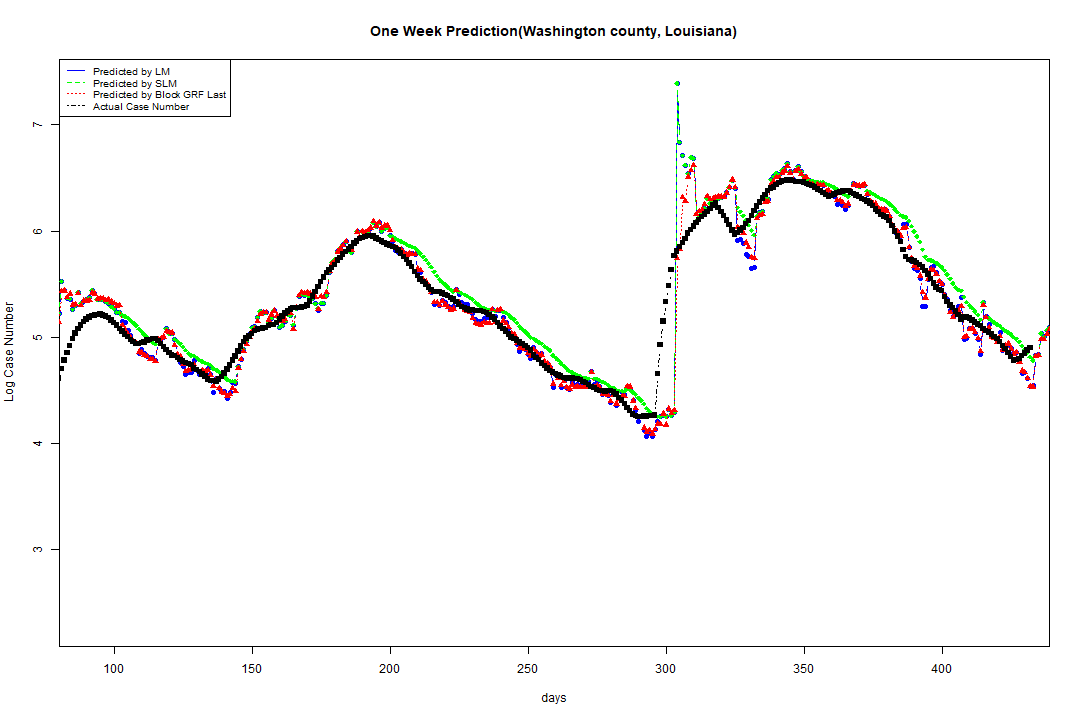 One Week Prediction(Washington county, Louisiana)
Predicted by LM
Predicted by SLM
Predicted by Block GRF Last
Actual Case Number
7
6
5
4
3
Log Case Number
100 150 200 250 300 350 400
days